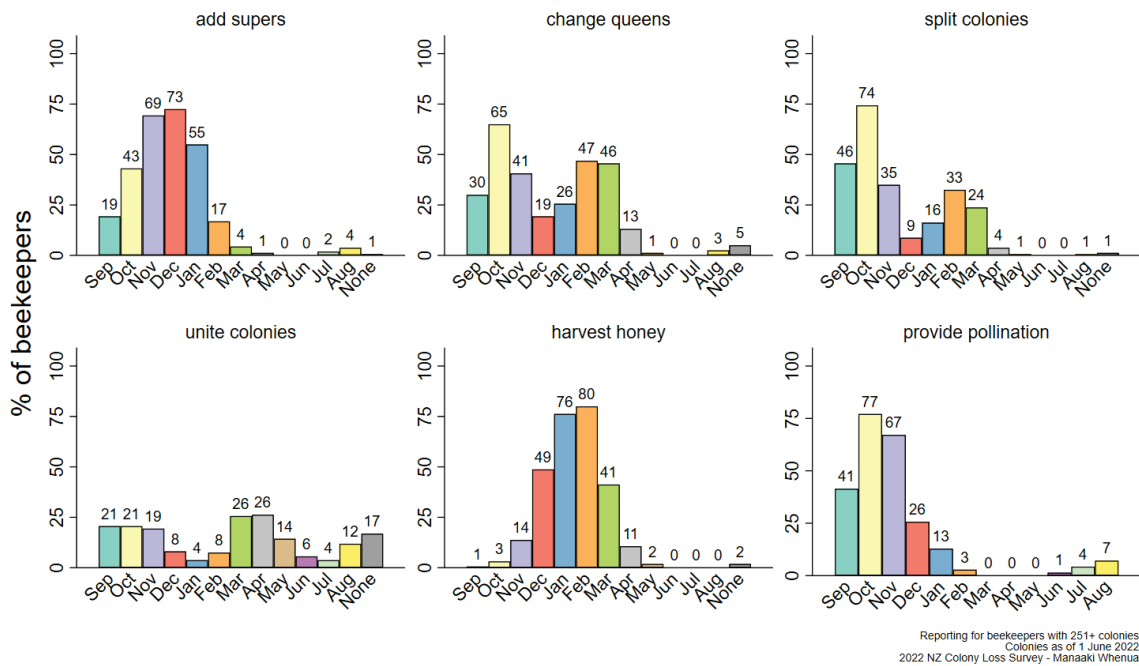 add supers
change queens
split colonies
% of beekeepers
100
75
50
25
0
19
43
69
73
55
17
4
1
0
0
2
4
1
Sep
Oct
Nov
Dec
Jan
Feb
Mar
Apr
May
Jun
Jul
Aug
None
100
75
50
25
0
30
65
41
19
26
47
46
13
1
0
0
3
5
Sep
Oct
Nov
Dec
Jan
Feb
Mar
Apr
May
Jun
Jul
Aug
None
100
75
50
25
0
46
74
35
9
16
33
24
4
1
0
0
1
1
Sep
Oct
Nov
Dec
Jan
Feb
Mar
Apr
May
Jun
Jul
Aug
None
unite colonies
harvest honey
provide pollination
100
75
50
25
0
21
21
19
8
4
8
26
26
14
6
4
12
17
Sep
Oct
Nov
Dec
Jan
Feb
Mar
Apr
May
Jun
Jul
Aug
None
100
75
50
25
0
1
3
14
49
76
80
41
11
2
0
0
0
2
Sep
Oct
Nov
Dec
Jan
Feb
Mar
Apr
May
Jun
Jul
Aug
None
100
75
50
25
0
41
77
67
26
13
3
0
0
0
1
4
7
Sep
Oct
Nov
Dec
Jan
Feb
Mar
Apr
May
Jun
Jul
Aug
Reporting for beekeepers with 251+ colonies
Colonies as of 1 June 2022
2022 NZ Colony Loss Survey - Manaaki Whenua